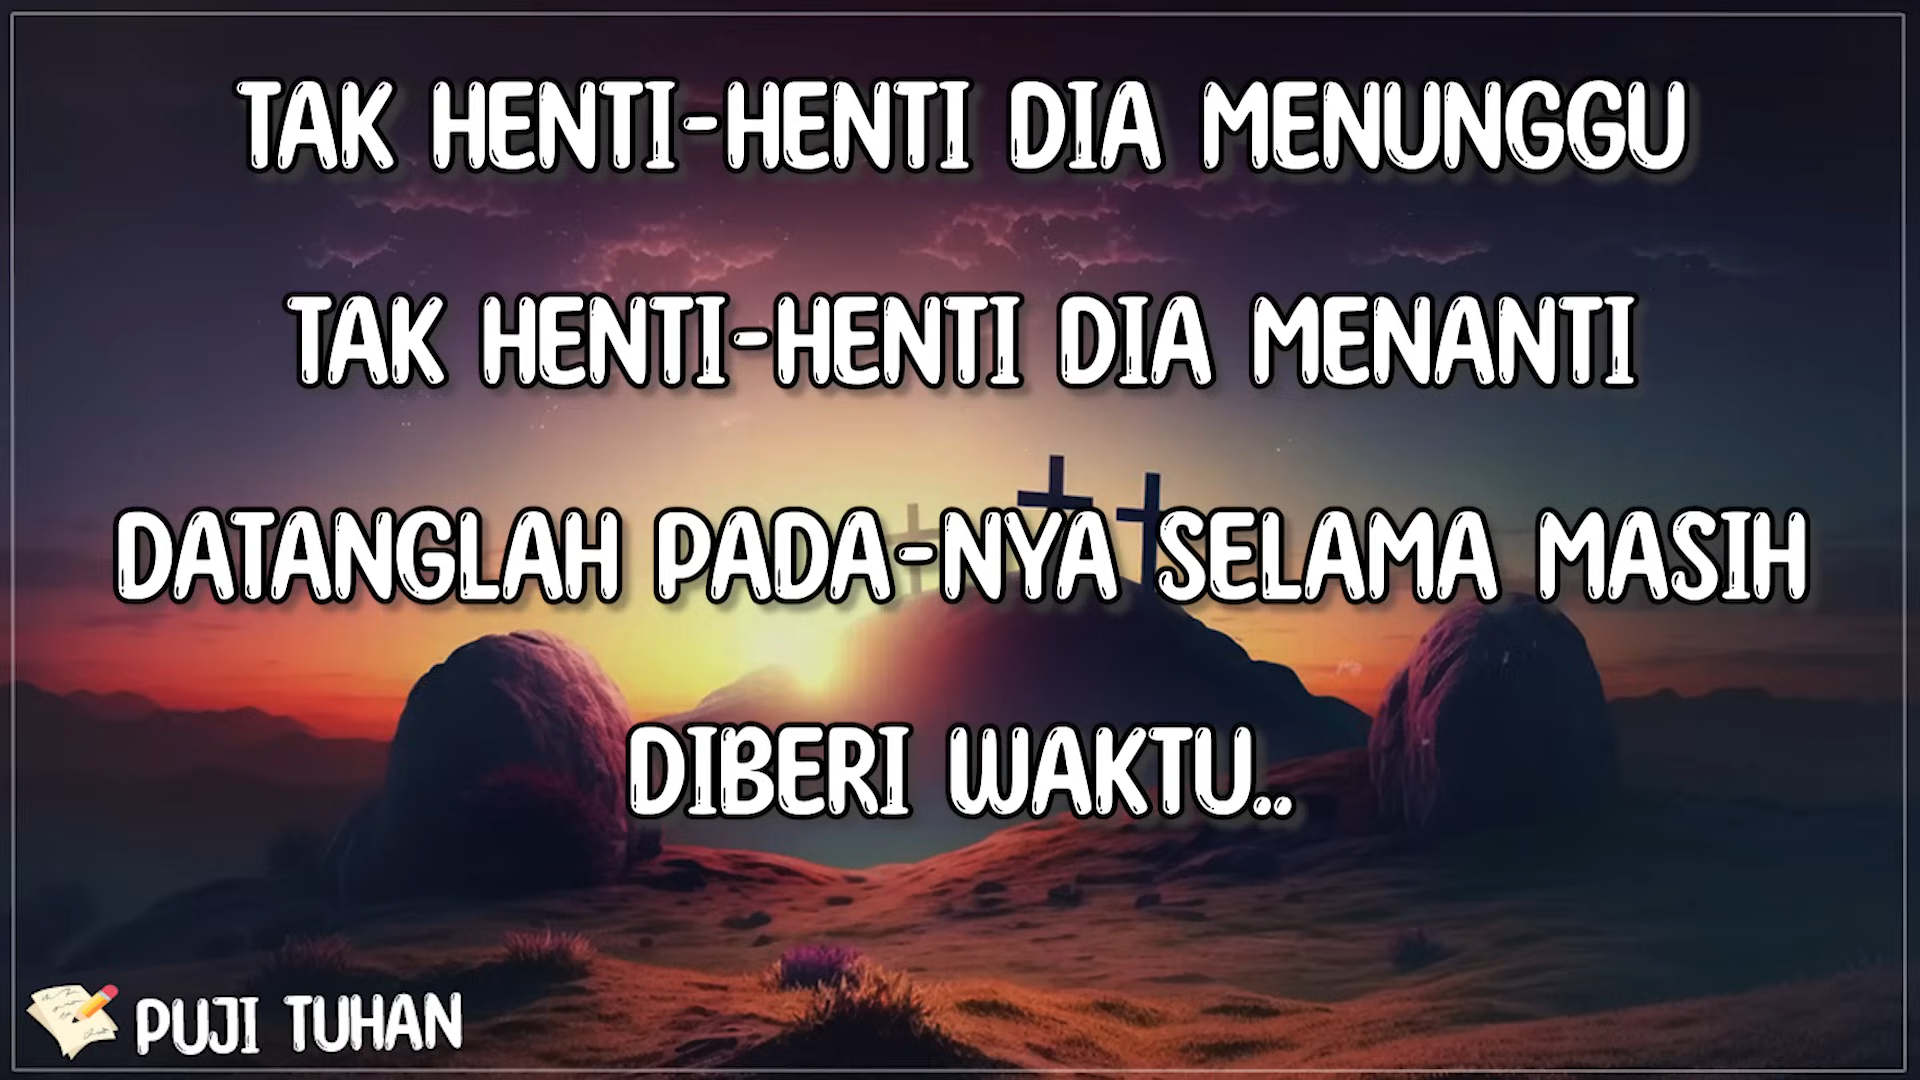 TAK HENTI-HENTI DIA MENUNGGU
TAK HENTI-HENTI DIA MENANTI
DATANGLAH PADA-NYA SELAMA MASIH
DIBERI WAKTU..
PUJI TUHAN